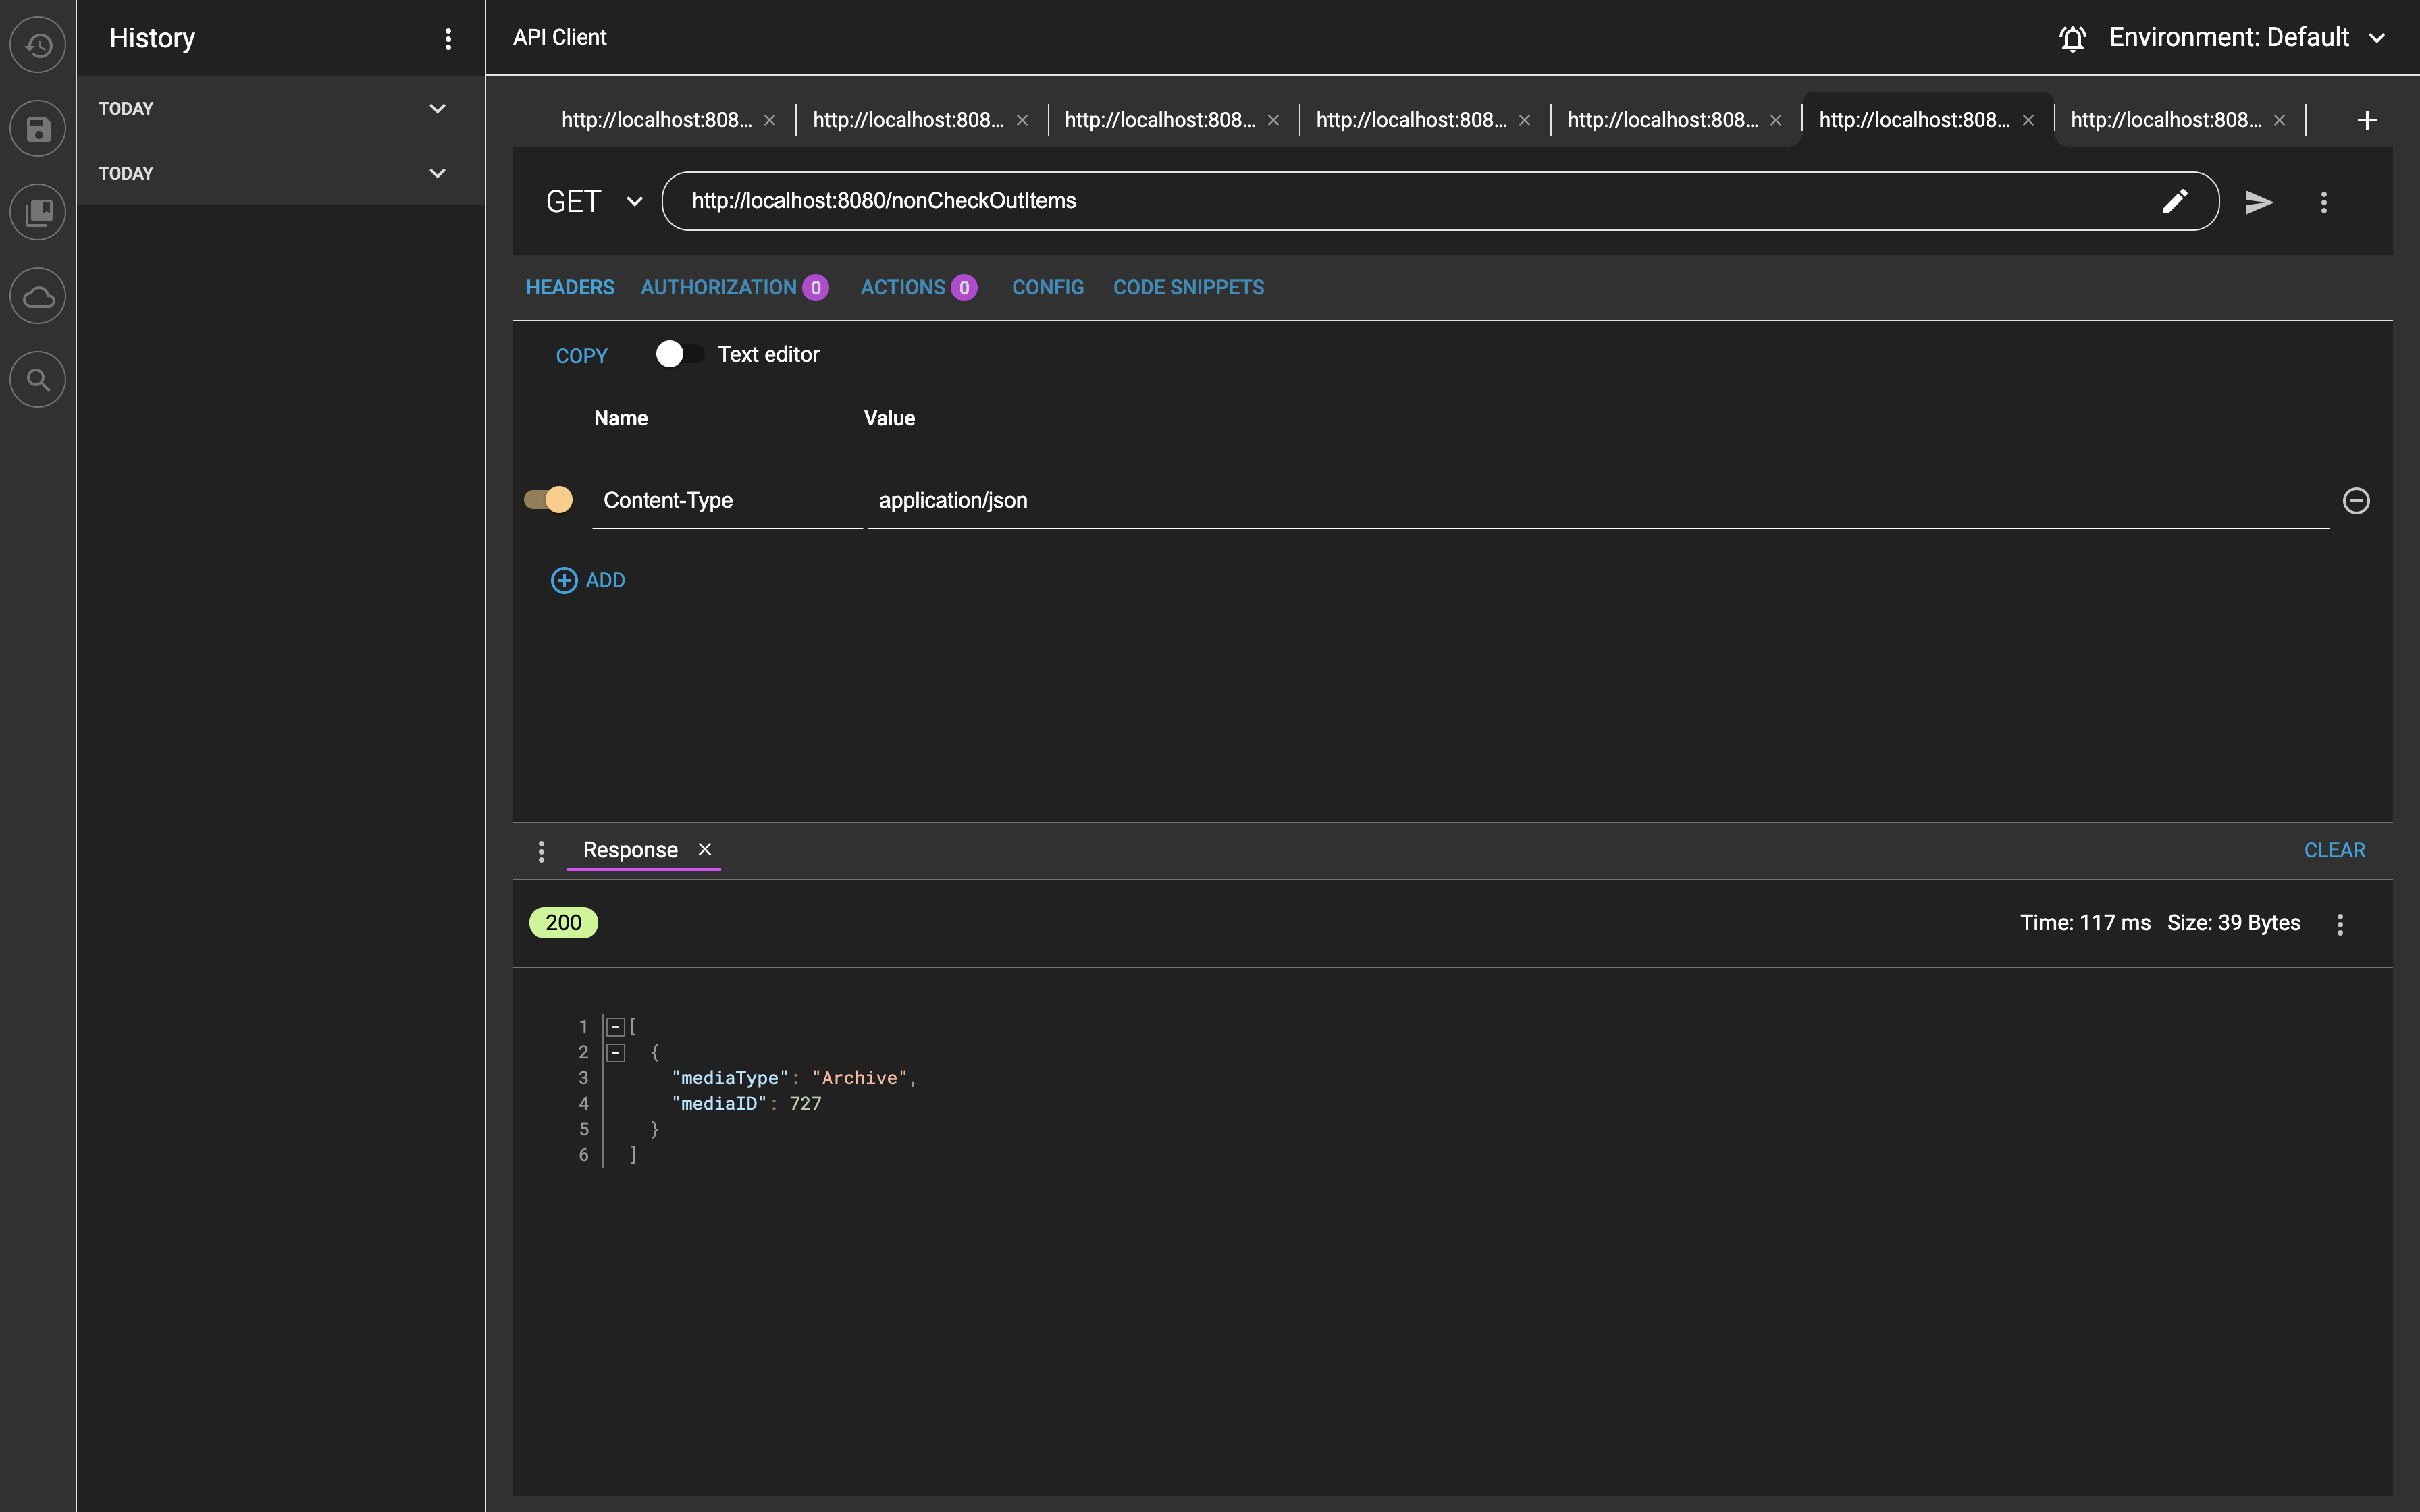 History
TODAY
TODAY
API Client
Environment: Default
http://localhost:808...
http://localhost:808...
http://localhost:808...
http://localhost:808...
http://localhost:808...
http://localhost:808...
http://localhost:808...
GET
http://localhost:8080/nonCheckOutItems
HEADERS AUTHORIZATION 0 ACTIONS 0 CONFIG CODE SNIPPETS
COPY Text editor
Name Value
Content-Type application/json
ADD
Response CLEAR
200 Time: 117 ms Size: 39 Bytes
1 [
2 {
3 "mediaType": "Archive",
4 "mediaID": 727
5 }
6 ]